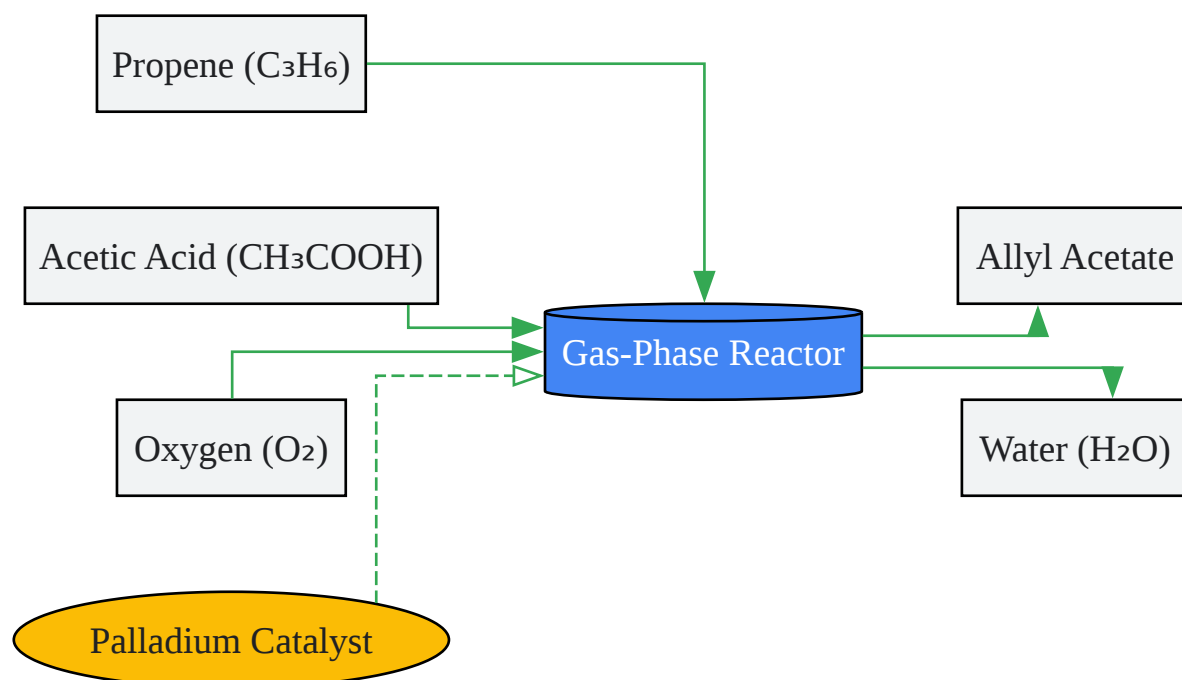 Propene (C₃H₆)
Acetic Acid (CH₃COOH)
Allyl Acetate
Gas-Phase Reactor
Oxygen (O₂)
Water (H₂O)
Palladium Catalyst